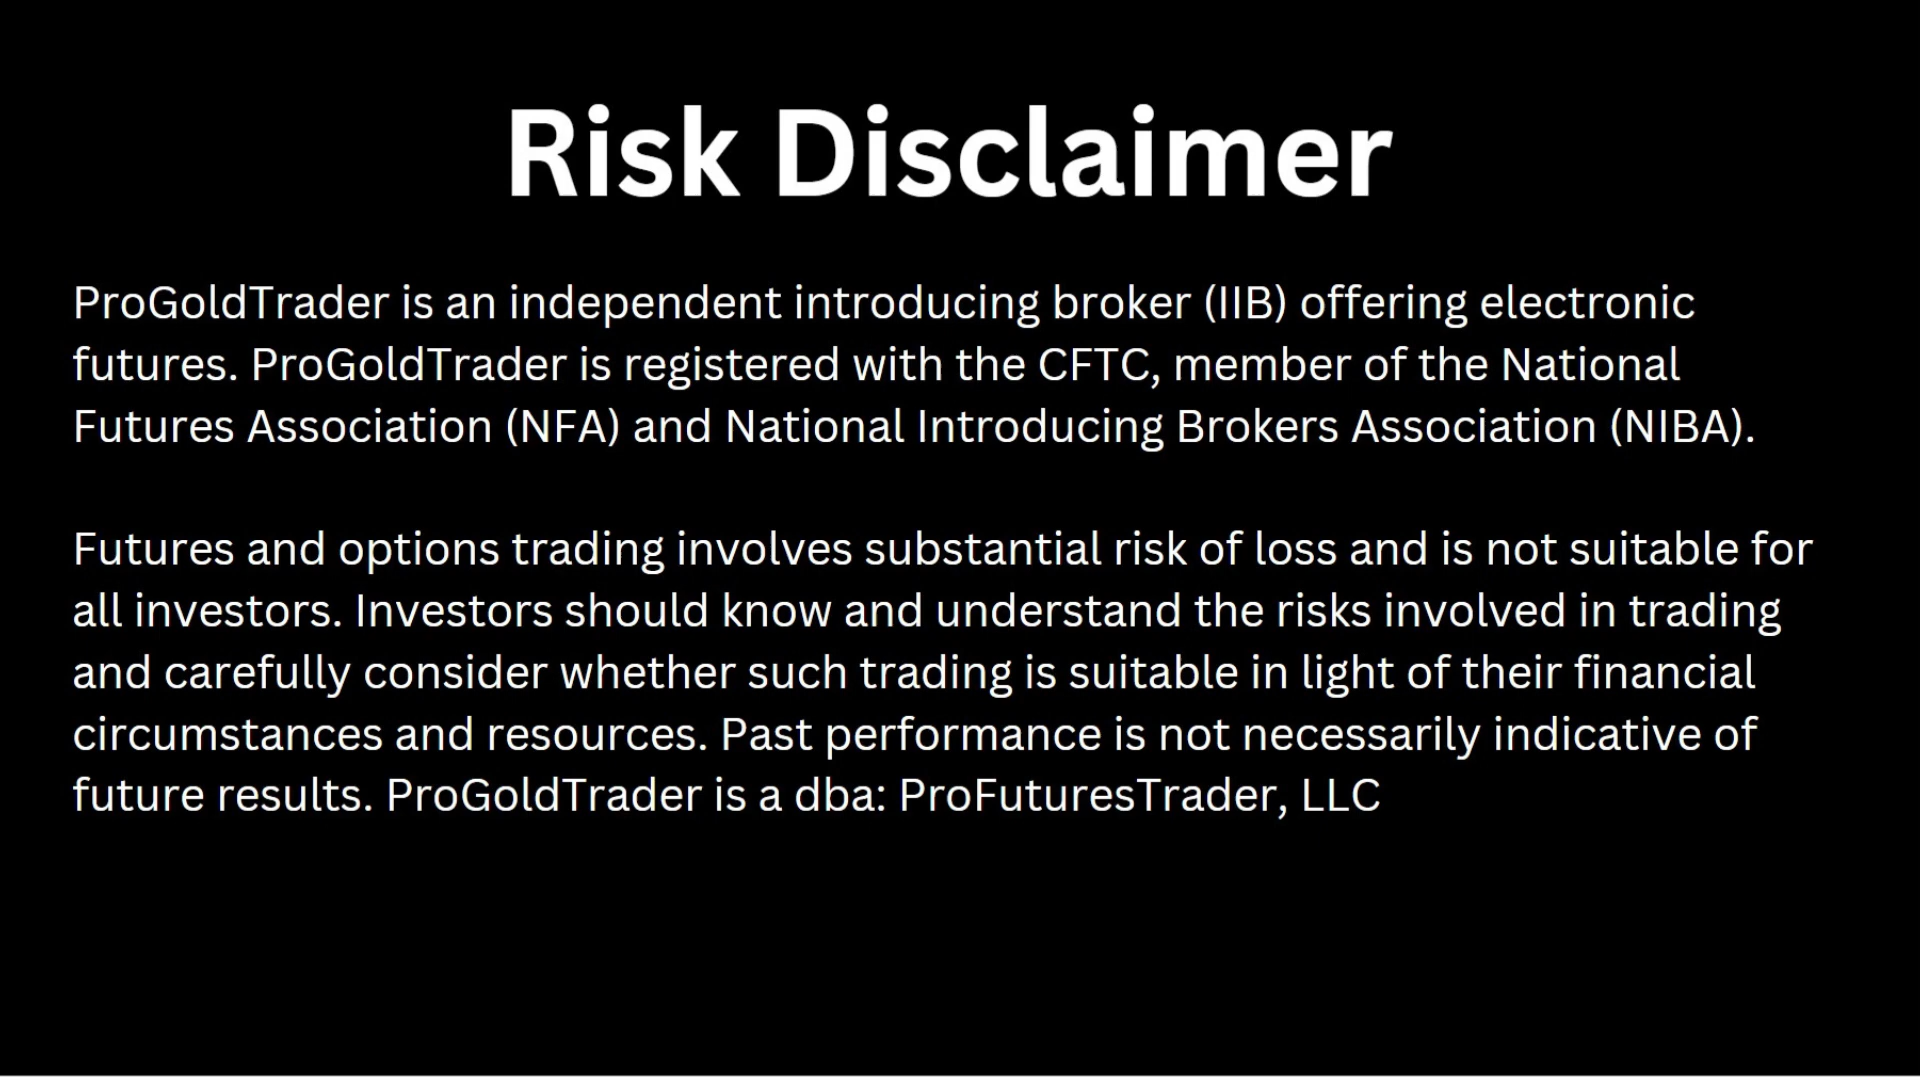 Risk Disclaimer
ProGoldTrader is an independent introducing broker (IIB) offering electronic
futures. ProGoldTrader is registered with the CFTC, member of the National
Futures Association (NFA) and National Introducing Brokers Association (NIBA).
Futures and options trading involves substantial risk of loss and is not suitable for
all investors. Investors should know and understand the risks involved in trading
and carefully consider whether such trading is suitable in light of their financial
circumstances and resources. Past performance is not necessarily indicative of
future results. ProGoldTrader is a dba: ProFuturesTrader, LLC